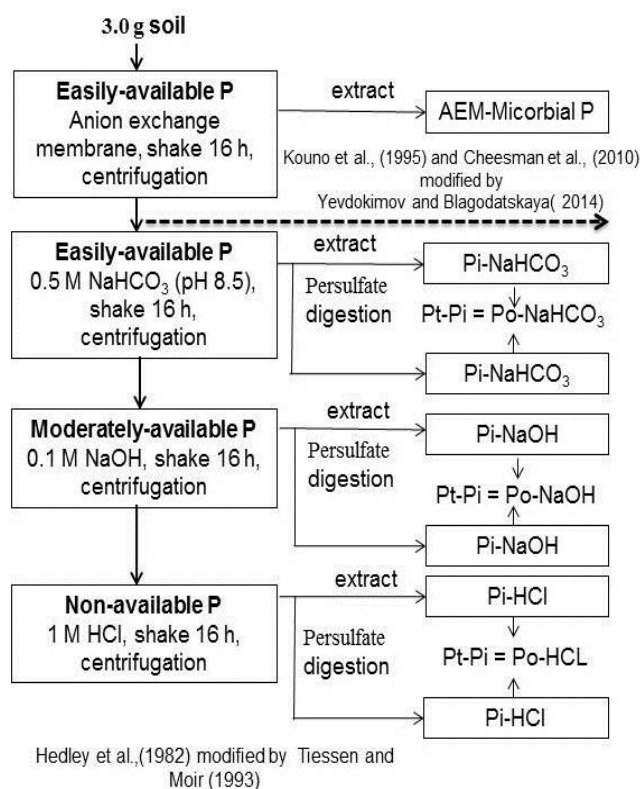 3.0 g soil
Easily-available P
Anion exchange
membrane, shake 16 h,
centrifugation
extract
AEM-Micorbial P
Kouno et al., (1995) and Cheesman et al., (2010)
modified by
Yevdokimov and Blagodatskaya( 2014)
Easily-available P
0.5 M NaHCO₃ (pH 8.5),
shake 16 h,
centrifugation
extract
Persulfate
digestion
Pi-NaHCO₃
Pt-Pi = Po-NaHCO₃
Pi-NaHCO₃
Moderately-available P
0.1 M NaOH, shake 16 h,
centrifugation
extract
Persulfate
digestion
Pi-NaOH
Pt-Pi = Po-NaOH
Pi-NaOH
Non-available P
1 M HCl, shake 16 h,
centrifugation
extract
Persulfate
digestion
Pi-HCl
Pt-Pi = Po-HCL
Pi-HCl
Hedley et al.,(1982) modified by Tiessen and
Moir (1993)